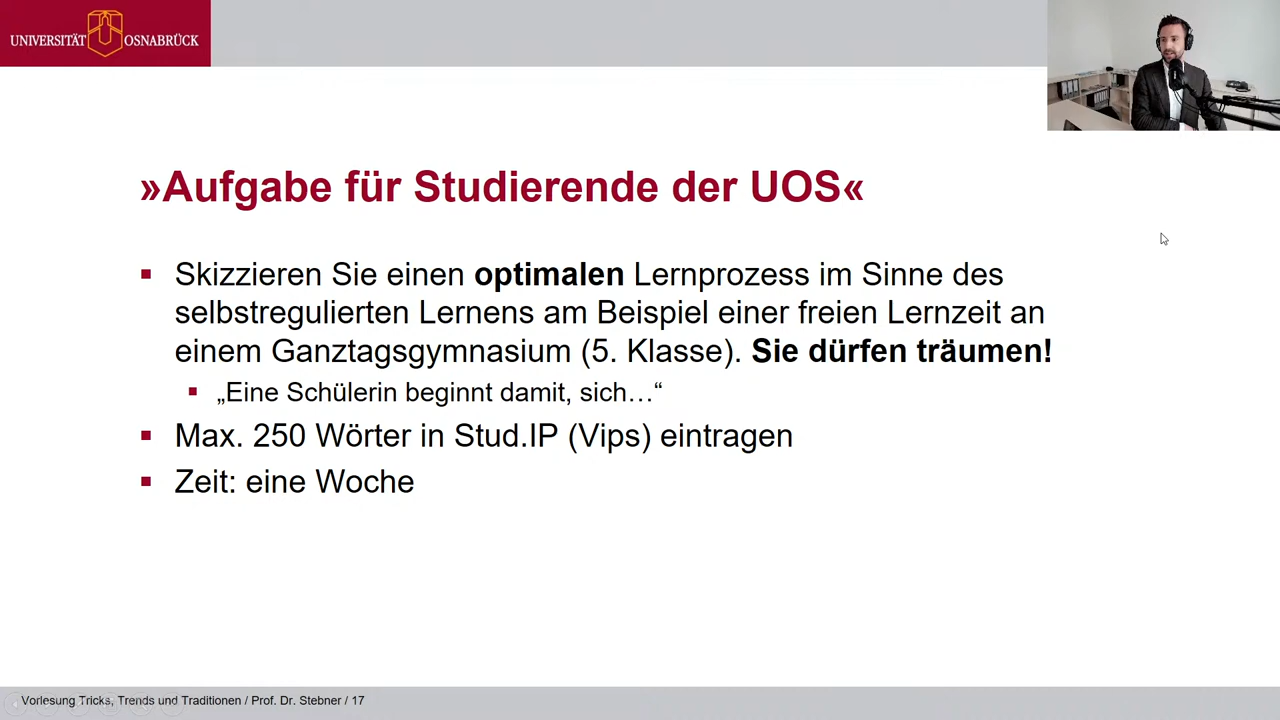 UNIVERSITÄT OSNABRÜCK
»Aufgabe für Studierende der UOS«
Skizzieren Sie einen optimalen Lernprozess im Sinne des
selbstregulierten Lernens am Beispiel einer freien Lernzeit an
einem Ganztagsgymnasium (5. Klasse). Sie dürfen träumen!
„Eine Schülerin beginnt damit, sich…“
Max. 250 Wörter in Stud.IP (Vips) eintragen
Zeit: eine Woche
Vorlesung Tricks, Trends und Traditionen / Prof. Dr. Stebner / 17